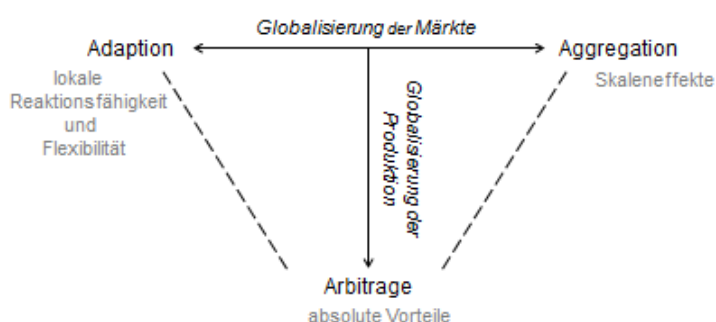 Globalisierung der Märkte
Adaption
Aggregation
lokale
Reaktionsfähigkeit
und
Flexibilität
Skaleneffekte
Globalisierung der
Produktion
Arbitrage
absolute Vorteile